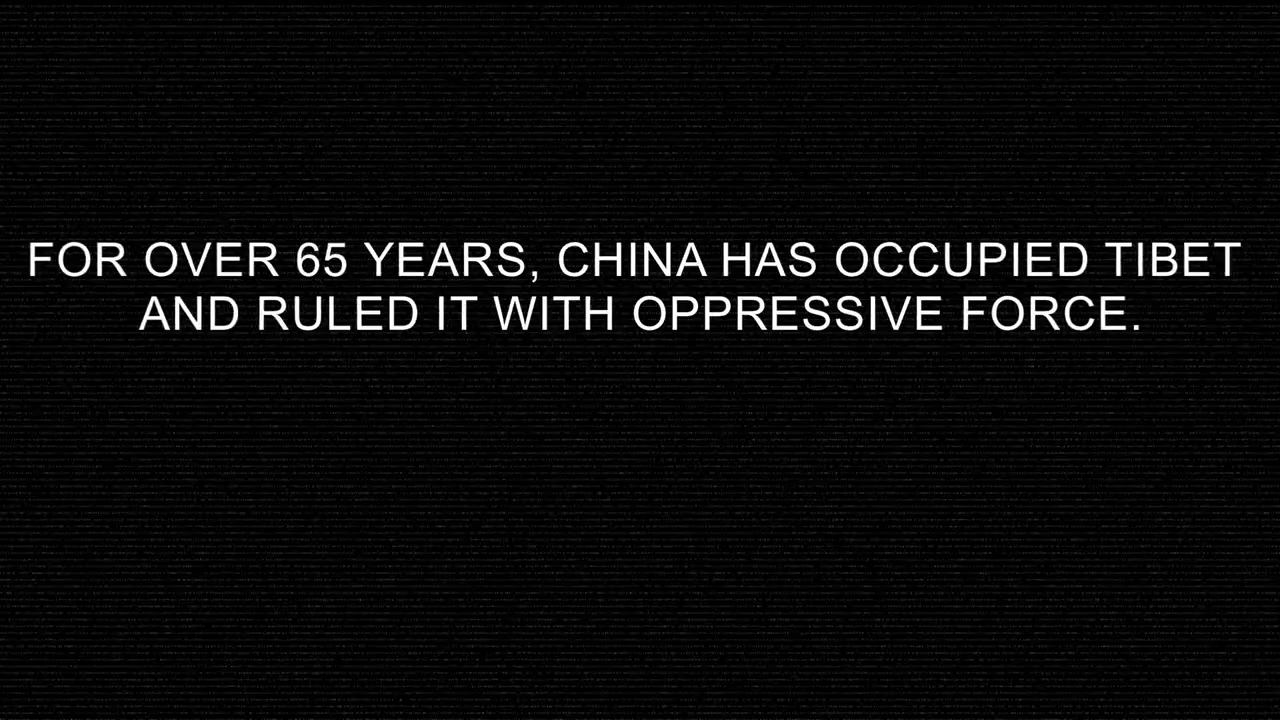 FOR OVER 65 YEARS, CHINA HAS OCCUPIED TIBET
AND RULED IT WITH OPPRESSIVE FORCE.